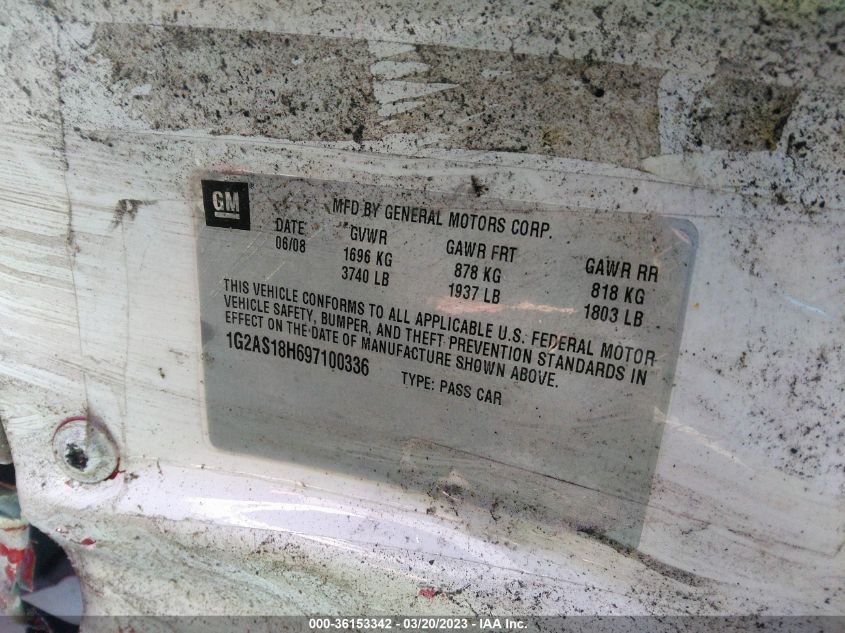 GM
MFD BY GENERAL MOTORS CORP.
DATE GVWR GAWR FRT GAWR RR
06/08 1696 KG 878 KG 818 KG
3740 LB 1937 LB 1803 LB
THIS VEHICLE CONFORMS TO ALL APPLICABLE U.S. FEDERAL MOTOR
VEHICLE SAFETY, BUMPER, AND THEFT PREVENTION STANDARDS IN
EFFECT ON THE DATE OF MANUFACTURE SHOWN ABOVE.
1G2AS18H697100336 TYPE: PASS CAR
000-36153342 - 03/20/2023 - 1G2AS1...